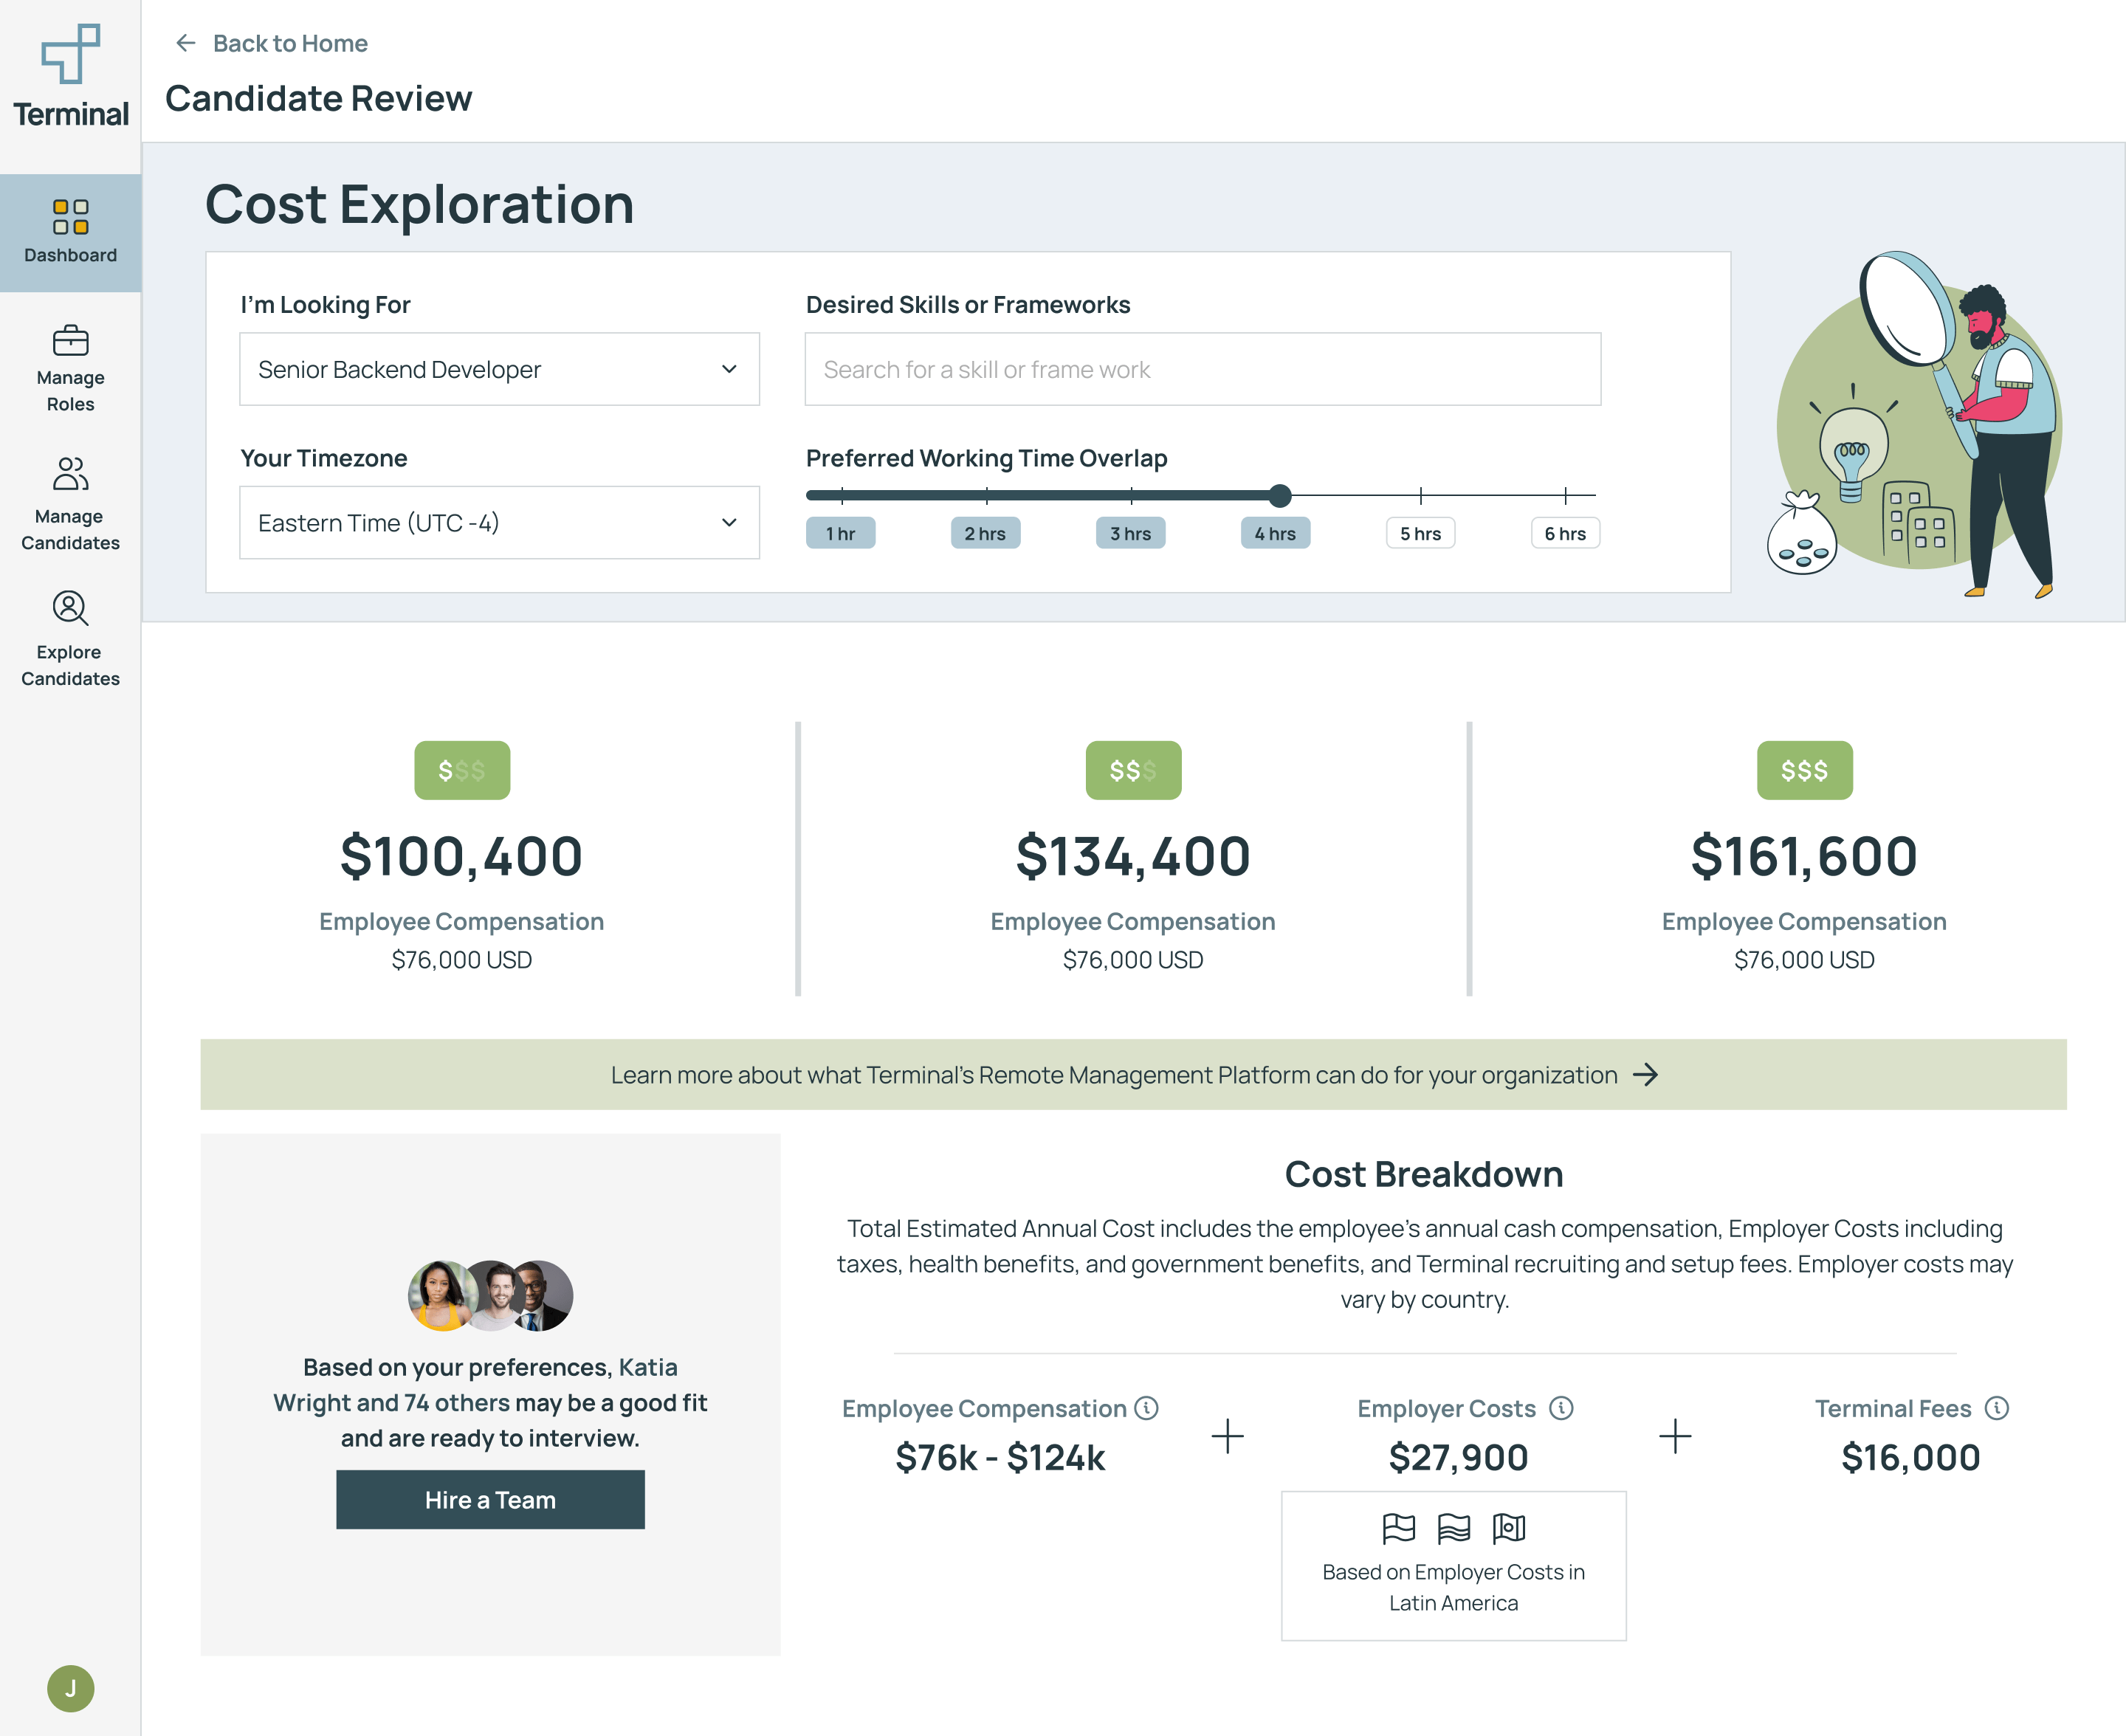 Terminal
Dashboard
Manage
Roles
Manage
Candidates
Explore
Candidates
J
← Back to Home
Candidate Review
Cost Exploration
I'm Looking For
Senior Backend Developer
Desired Skills or Frameworks
Search for a skill or frame work
Your Timezone
Eastern Time (UTC -4)
Preferred Working Time Overlap
1 hr 2 hrs 3 hrs 4 hrs 5 hrs 6 hrs
$$$
$100,400
Employee Compensation
$76,000 USD
$$$
$134,400
Employee Compensation
$76,000 USD
$$$
$161,600
Employee Compensation
$76,000 USD
Learn more about what Terminal's Remote Management Platform can do for your organization →
Based on your preferences, Katia
Wright and 74 others may be a good fit
and are ready to interview.
Hire a Team
Cost Breakdown
Total Estimated Annual Cost includes the employee's annual cash compensation, Employer Costs including
taxes, health benefits, and government benefits, and Terminal recruiting and setup fees. Employer costs may
vary by country.
Employee Compensation
$76k - $124k
+
Employer Costs
$27,900
Based on Employer Costs in
Latin America
+
Terminal Fees
$16,000